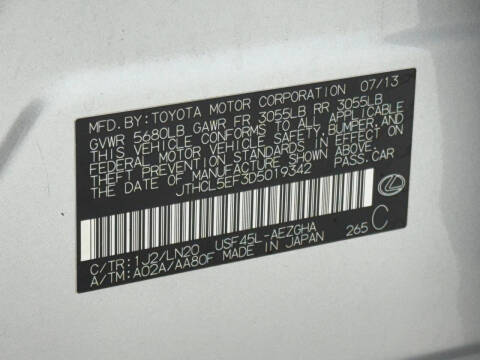 MFD. BY: TOYOTA MOTOR CORPORATION 07/13
GVWR 5680LB GAWR FR 3055LB RR 3055LB
THIS VEHICLE CONFORMS TO ALL APPLICABLE
FEDERAL MOTOR VEHICLE SAFETY, BUMPER, AND
THEFT PREVENTION STANDARDS IN EFFECT ON
THE DATE OF MANUFACTURE SHOWN ABOVE.
JTHCL5EF3D5019342 PASS. CAR
C/TR: 1J2/LN20 USF45L-AEZGHA
A/TM: A02A/AA80F MADE IN JAPAN 265 C